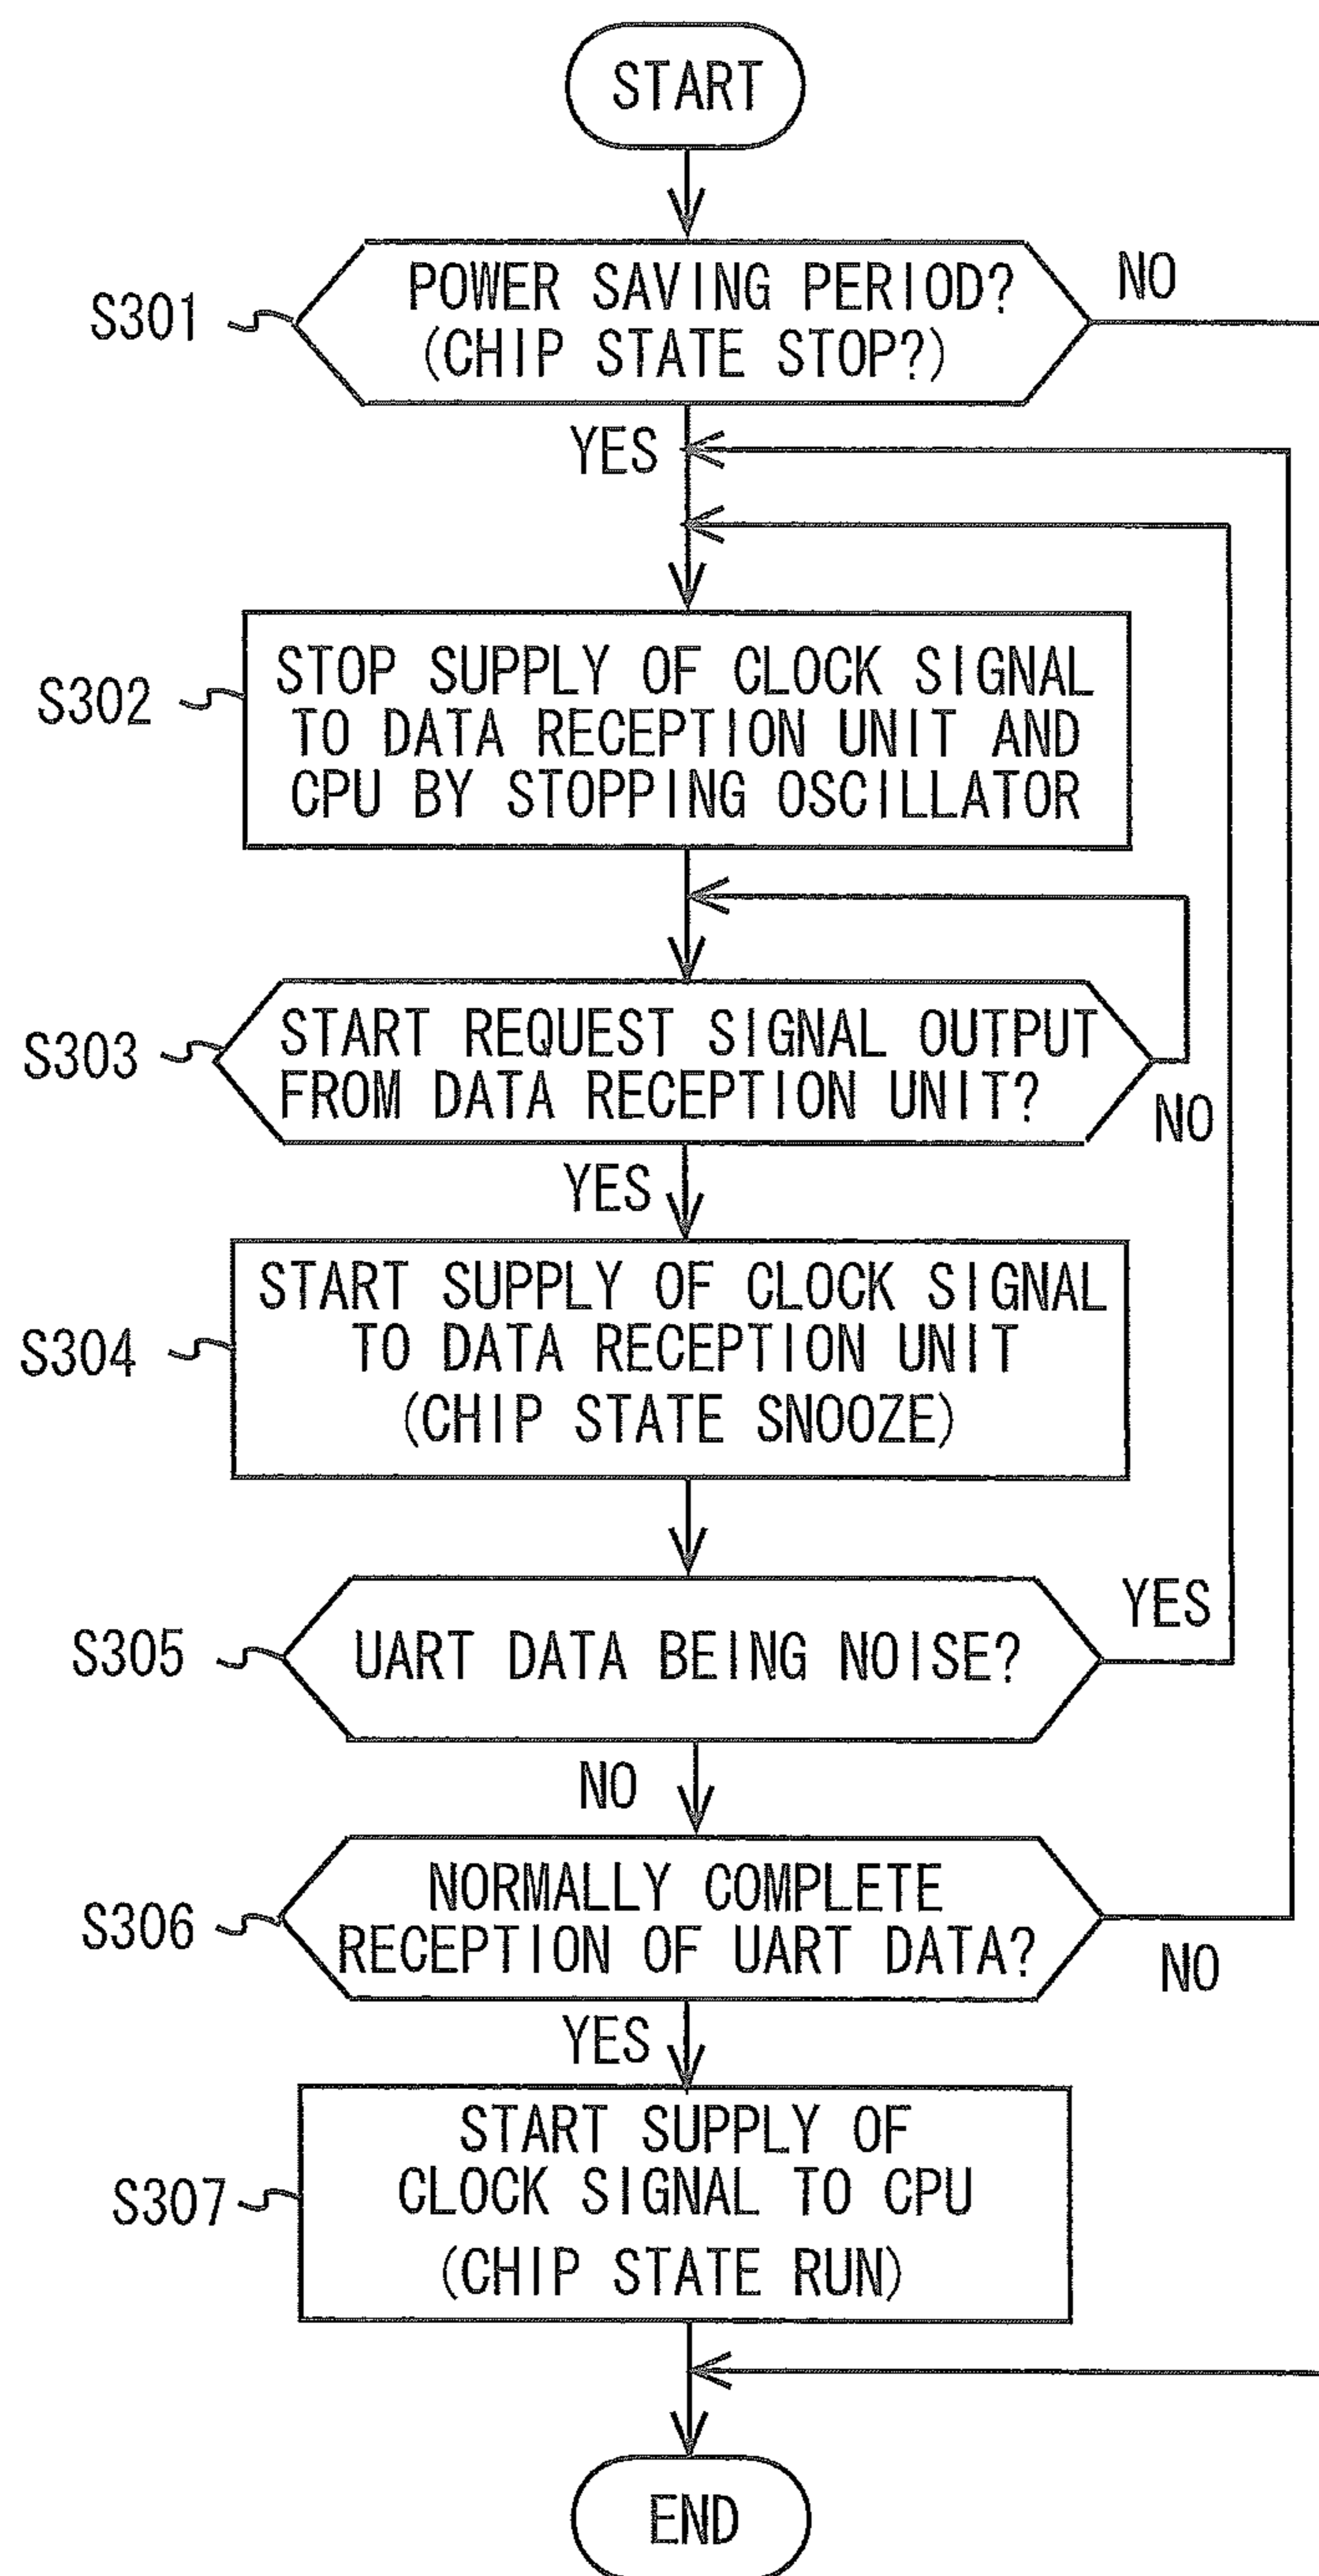 START
POWER SAVING PERIOD?
(CHIP STATE STOP?)
NO
S301
YES
STOP SUPPLY OF CLOCK SIGNAL
TO DATA RECEPTION UNIT AND
CPU BY STOPPING OSCILLATOR
S302
START REQUEST SIGNAL OUTPUT
FROM DATA RECEPTION UNIT?
S303
NO
YES
START SUPPLY OF CLOCK SIGNAL
TO DATA RECEPTION UNIT
(CHIP STATE SNOOZE)
S304
YES
UART DATA BEING NOISE?
S305
NO
NORMALLY COMPLETE
RECEPTION OF UART DATA?
S306
NO
YES
START SUPPLY OF
CLOCK SIGNAL TO CPU
(CHIP STATE RUN)
S307
END